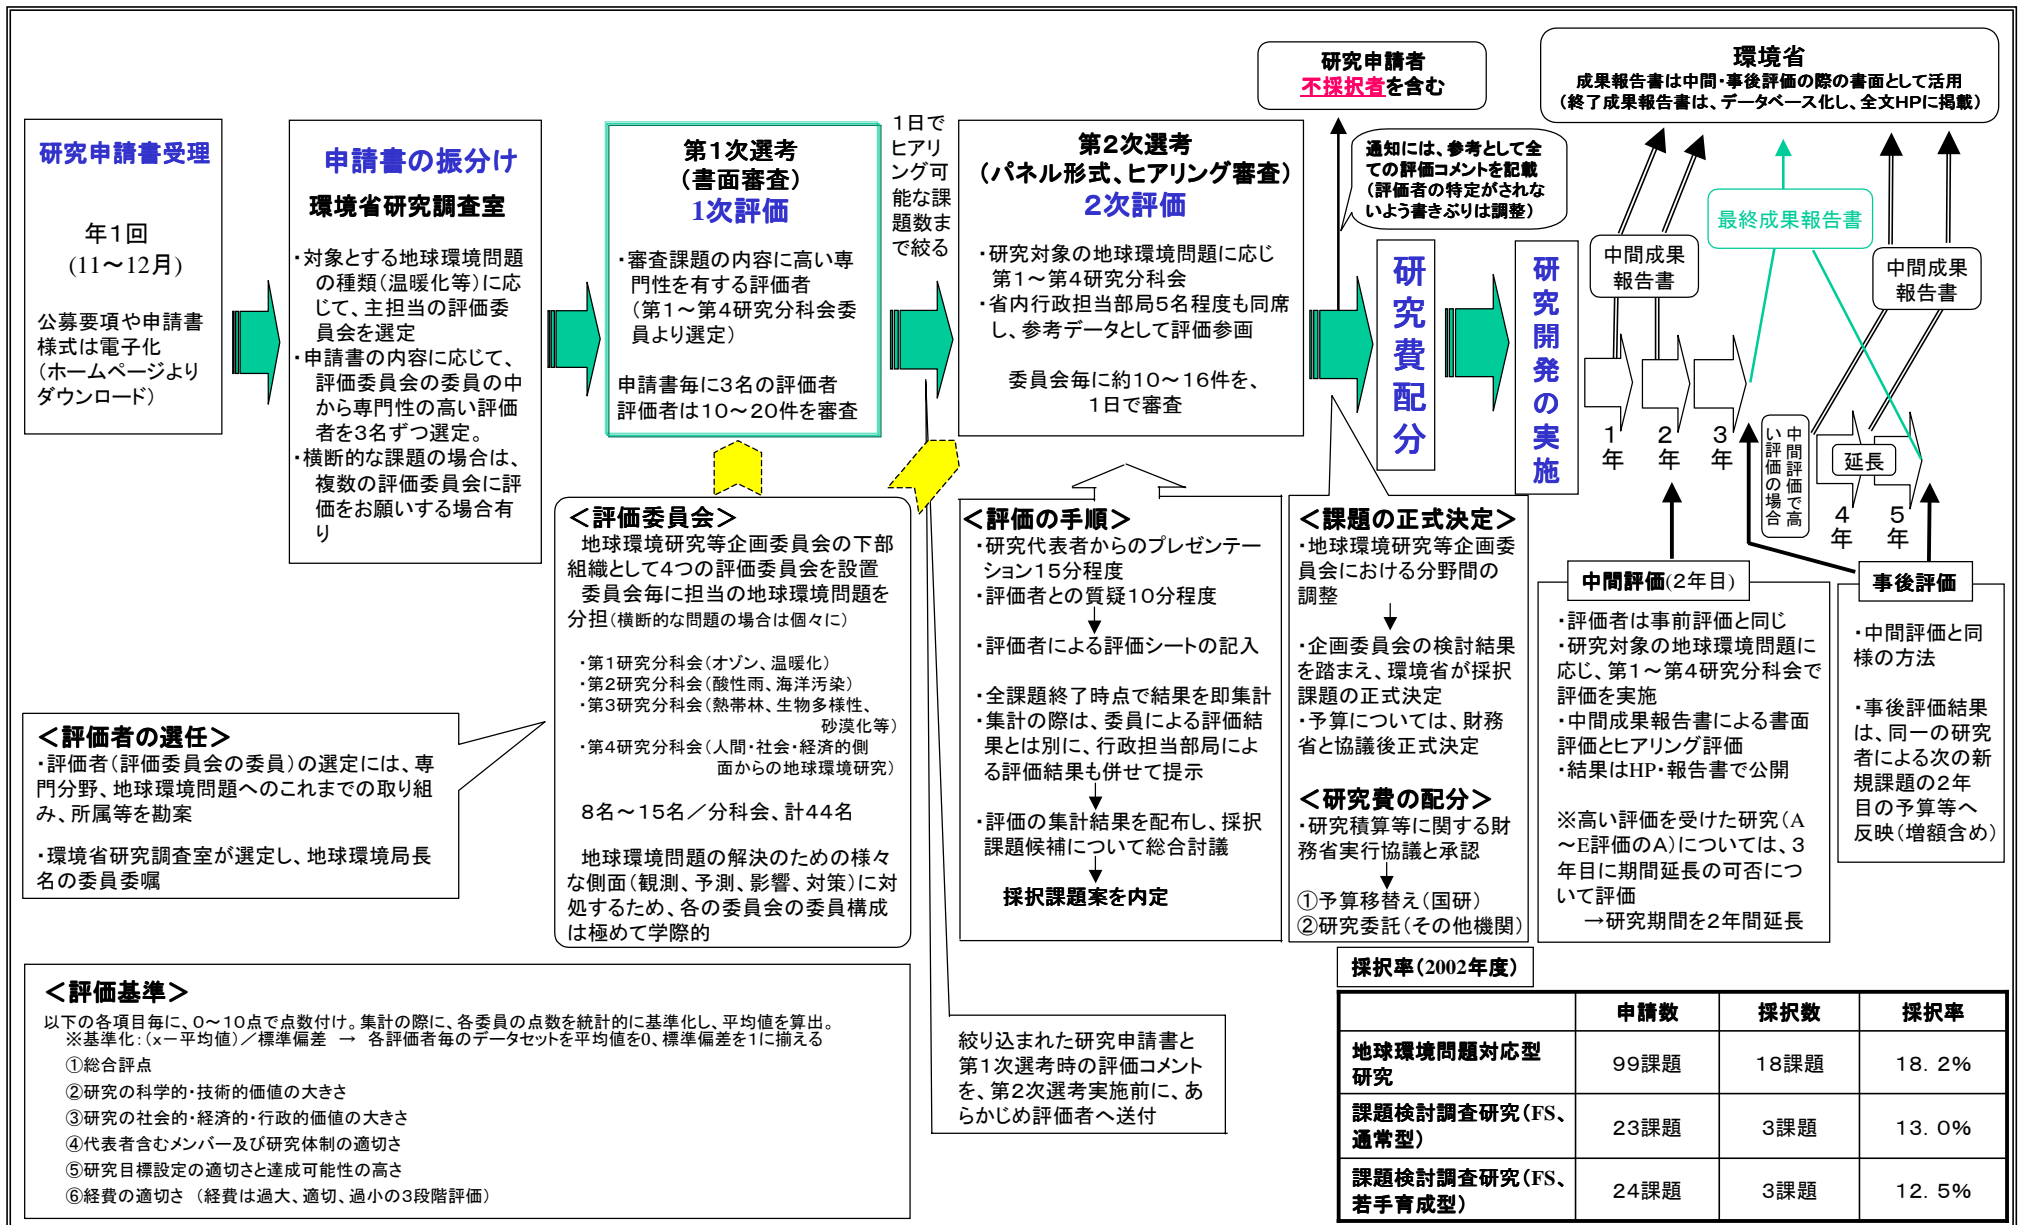 研究申請書受理
年1回
(11～12月)
公募要項や申請書
様式は電子化
（ホームページより
ダウンロード）
申請書の振分け
環境省研究調査室
・対象とする地球環境問題
の種類（温暖化等）に応
じて、主担当の評価委
員会を選定
・申請書の内容に応じて、
評価委員会の委員の中
から専門性の高い評価
者を3名ずつ選定。
・横断的な課題の場合は、
複数の評価委員会に評
価をお願いする場合有
り
第1次選考
（書面審査）
1次評価
・審査課題の内容に高い専
門性を有する評価者
（第1～第4研究分科会委
員より選定）
申請書毎に3名の評価者
評価者は10～20件を審査
1日で
ヒアリ
ング可
能な課
題数ま
で絞る
第2次選考
（パネル形式、ヒアリング審査）
2次評価
・研究対象の地球環境問題に応じ
第1～第4研究分科会
・省内行政担当部局5名程度も同席
し、参考データとして評価参画
委員会毎に約10～16件を、
1日で審査
研究申請者
不採択者を含む
通知には、参考として全
ての評価コメントを記載
（評価者の特定がされな
いよう書きぶりは調整）
研究費配分
研究開発の実施
環境省
成果報告書は中間・事後評価の際の書面として活用
（終了成果報告書は、データベース化し、全文HPに掲載）
中間成果
報告書
最終成果報告書
中間成果
報告書
1年
2年
3年
中間評価で高
い評価の場合
延長
4年
5年
＜評価者の選任＞
・評価者（評価委員会の委員）の選定には、専
門分野、地球環境問題へのこれまでの取り組
み、所属等を勘案
・環境省研究調査室が選定し、地球環境局長
名の委員委嘱
＜評価委員会＞
地球環境研究等企画委員会の下部
組織として4つの評価委員会を設置
委員会毎に担当の地球環境問題を
分担（横断的な問題の場合は個々に）
・第1研究分科会（オゾン、温暖化）
・第2研究分科会（酸性雨、海洋汚染）
・第3研究分科会（熱帯林、生物多様性、
砂漠化等）
・第4研究分科会（人間・社会・経済的側
面からの地球環境研究）
8名～15名／分科会、計44名
地球環境問題の解決のための様々
な側面（観測、予測、影響、対策）に対
処するため、各の委員会の委員構成
は極めて学際的
＜評価の手順＞
・研究代表者からのプレゼンテー
ション15分程度
・評価者との質疑10分程度
・評価者による評価シートの記入
・全課題終了時点で結果を即集計
・集計の際は、委員による評価結
果とは別に、行政担当部局によ
る評価結果も併せて提示
・評価の集計結果を配布し、採択
課題候補について総合討議
採択課題案を内定
＜課題の正式決定＞
・地球環境研究等企画委
員会における分野間の
調整
・企画委員会の検討結果
を踏まえ、環境省が採択
課題の正式決定
・予算については、財務
省と協議後正式決定
＜研究費の配分＞
・研究積算等に関する財
務省実行協議と承認
①予算移替え（国研）
②研究委託（その他機関）
中間評価(2年目)
・評価者は事前評価と同じ
・研究対象の地球環境問題に
応じ、第1～第4研究分科会で
評価を実施
・中間成果報告書による書面
評価とヒアリング評価
・結果はHP・報告書で公開
※高い評価を受けた研究（A
～E評価のA）については、3
年目に期間延長の可否につ
いて評価
→研究期間を2年間延長
事後評価
・中間評価と同
様の方法
・事後評価結果
は、同一の研究
者による次の新
規課題の2年
目の予算等へ
反映（増額含め）
＜評価基準＞
以下の各項目毎に、0～10点で点数付け。集計の際に、各委員の点数を統計的に基準化し、平均値を算出。
※基準化：（x－平均値）／標準偏差 → 各評価者毎のデータセットを平均値を0、標準偏差を1に揃える
①総合評点
②研究の科学的・技術的価値の大きさ
③研究の社会的・経済的・行政的価値の大きさ
④代表者含むメンバー及び研究体制の適切さ
⑤研究目標設定の適切さと達成可能性の高さ
⑥経費の適切さ （経費は過大、適切、過小の3段階評価）
絞り込まれた研究申請書と
第1次選考時の評価コメント
を、第2次選考実施前に、あ
らかじめ評価者へ送付
採択率（2002年度）
申請数 採択数 採択率
地球環境問題対応型
研究 99課題 18課題 18．2%
課題検討調査研究（FS、
通常型） 23課題 3課題 13．0%
課題検討調査研究（FS、
若手育成型） 24課題 3課題 12．5%